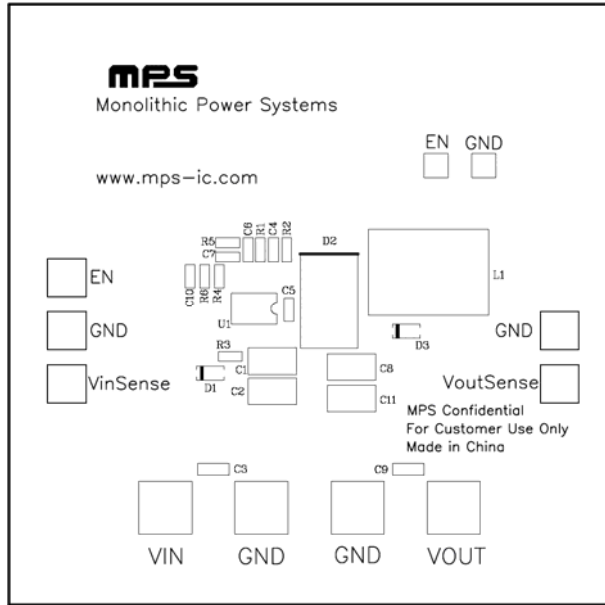 mps
Monolithic Power Systems
EN GND
www.mps-ic.com
R5
C7
C6
R1
C4
R2
D2
L1
EN
C10
R6
R4
U1
C5
GND
D3
GND
R3
C1
C8
VinSense
D1
C2
C11
VoutSense
MPS Confidential
For Customer Use Only
Made in China
C3
C9
VIN GND GND VOUT